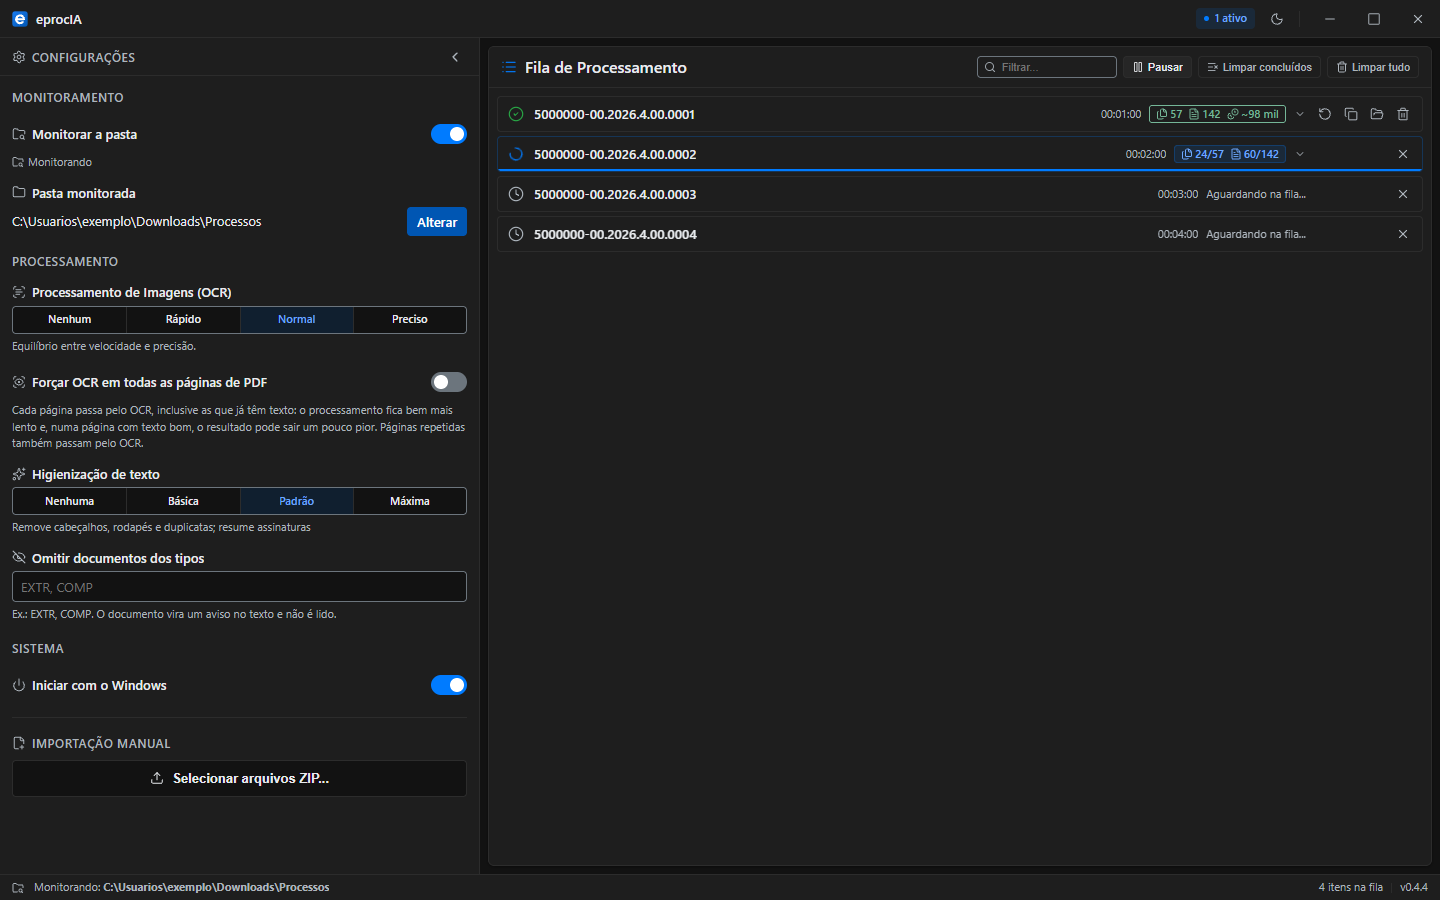 eprocIA
1 ativo
CONFIGURAÇÕES
MONITORAMENTO
Monitorar a pasta
Monitorando
Pasta monitorada
C:\Usuarios\exemplo\Downloads\Processos
Alterar
PROCESSAMENTO
Processamento de Imagens (OCR)
Nenhum Rápido Normal Preciso
Equilíbrio entre velocidade e precisão.
Forçar OCR em todas as páginas de PDF
Cada página passa pelo OCR, inclusive as que já têm texto: o processamento fica bem mais
lento e, numa página com texto bom, o resultado pode sair um pouco pior. Páginas repetidas
também passam pelo OCR.
Higienização de texto
Nenhuma Básica Padrão Máxima
Remove cabeçalhos, rodapés e duplicatas; resume assinaturas
Omitir documentos dos tipos
EXTR, COMP
Ex.: EXTR, COMP. O documento vira um aviso no texto e não é lido.
SISTEMA
Iniciar com o Windows
IMPORTAÇÃO MANUAL
Selecionar arquivos ZIP...
Fila de Processamento
Filtrar...
Pausar
Limpar concluídos
Limpar tudo
5000000-00.2026.4.00.0001 00:01:00 57 142 ~98 mil
5000000-00.2026.4.00.0002 00:02:00 24/57 60/142
5000000-00.2026.4.00.0003 00:03:00 Aguardando na fila...
5000000-00.2026.4.00.0004 00:04:00 Aguardando na fila...
Monitorando: C:\Usuarios\exemplo\Downloads\Processos
4 itens na fila
v0.4.4